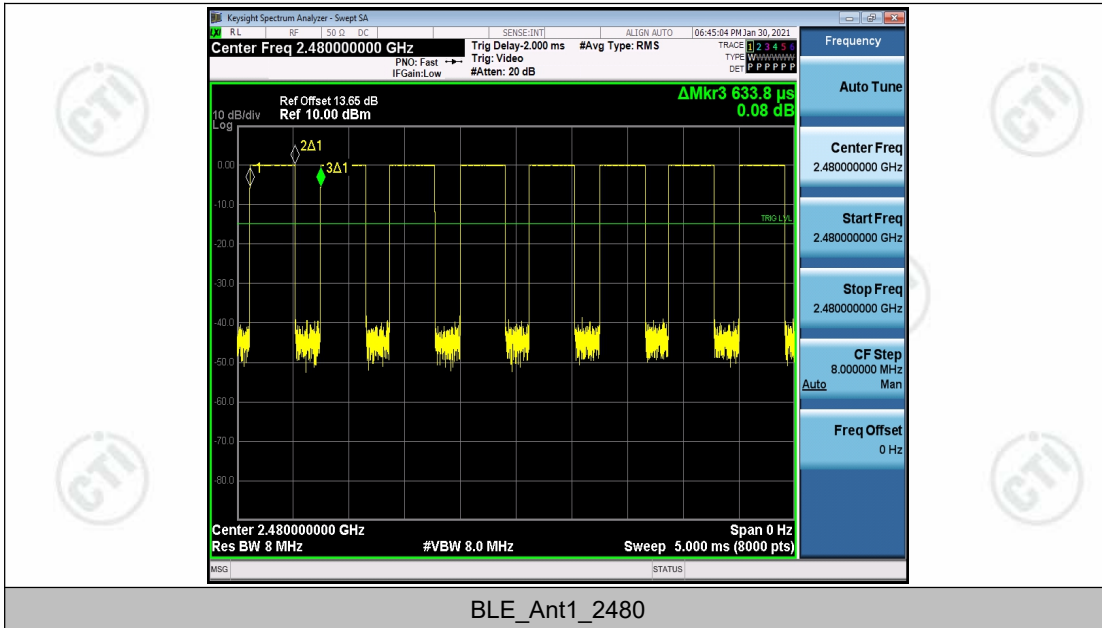 Keysight Spectrum Analyzer - Swept SA
LXI RL RF 50 Ω DC SENSE:INT ALIGN AUTO 06:45:04 PM Jan 30, 2021
Center Freq 2.480000000 GHz
PNO: Fast
IFGain:Low
Trig Delay-2.000 ms
Trig: Video
#Atten: 20 dB
#Avg Type: RMS
TRACE 1 2 3 4 5 6
TYPE WWWWWW
DET P P P P P P
Frequency
ΔMkr3 633.8 µs
0.08 dB
Ref Offset 13.65 dB
10 dB/div Ref 10.00 dBm
Log
2Δ1
1
3Δ1
0.00
-10.0
TRIG LVL
-20.0
-30.0
-40.0
-50.0
-60.0
-70.0
-80.0
Center 2.480000000 GHz Span 0 Hz
Res BW 8 MHz #VBW 8.0 MHz Sweep 5.000 ms (8000 pts)
MSG STATUS
Auto Tune
Center Freq
2.480000000 GHz
Start Freq
2.480000000 GHz
Stop Freq
2.480000000 GHz
CF Step
8.000000 MHz
Auto Man
Freq Offset
0 Hz
CTI
CTI
CTI
CTI
BLE_Ant1_2480